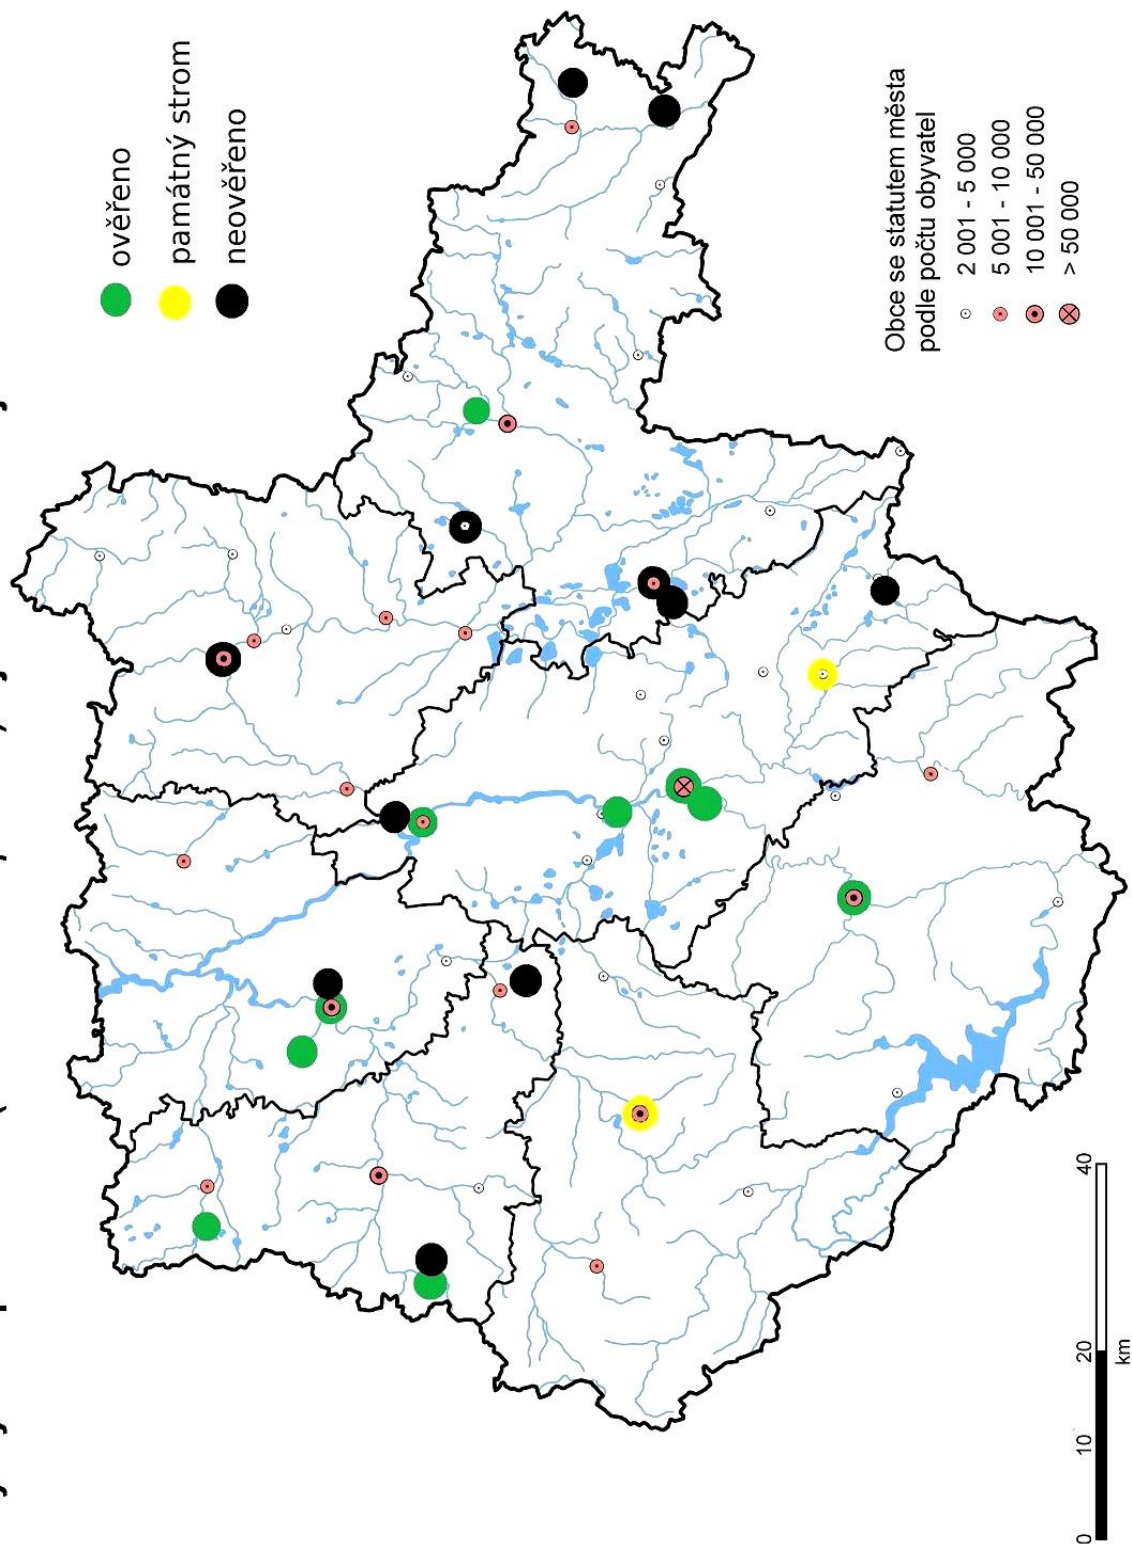 ověřeno
památný strom
neověřeno
Obce se statutem města
podle počtu obyvatel
2 001 - 5 000
5 001 - 10 000
10 001 - 50 000
> 50 000
0 10 20 40
km